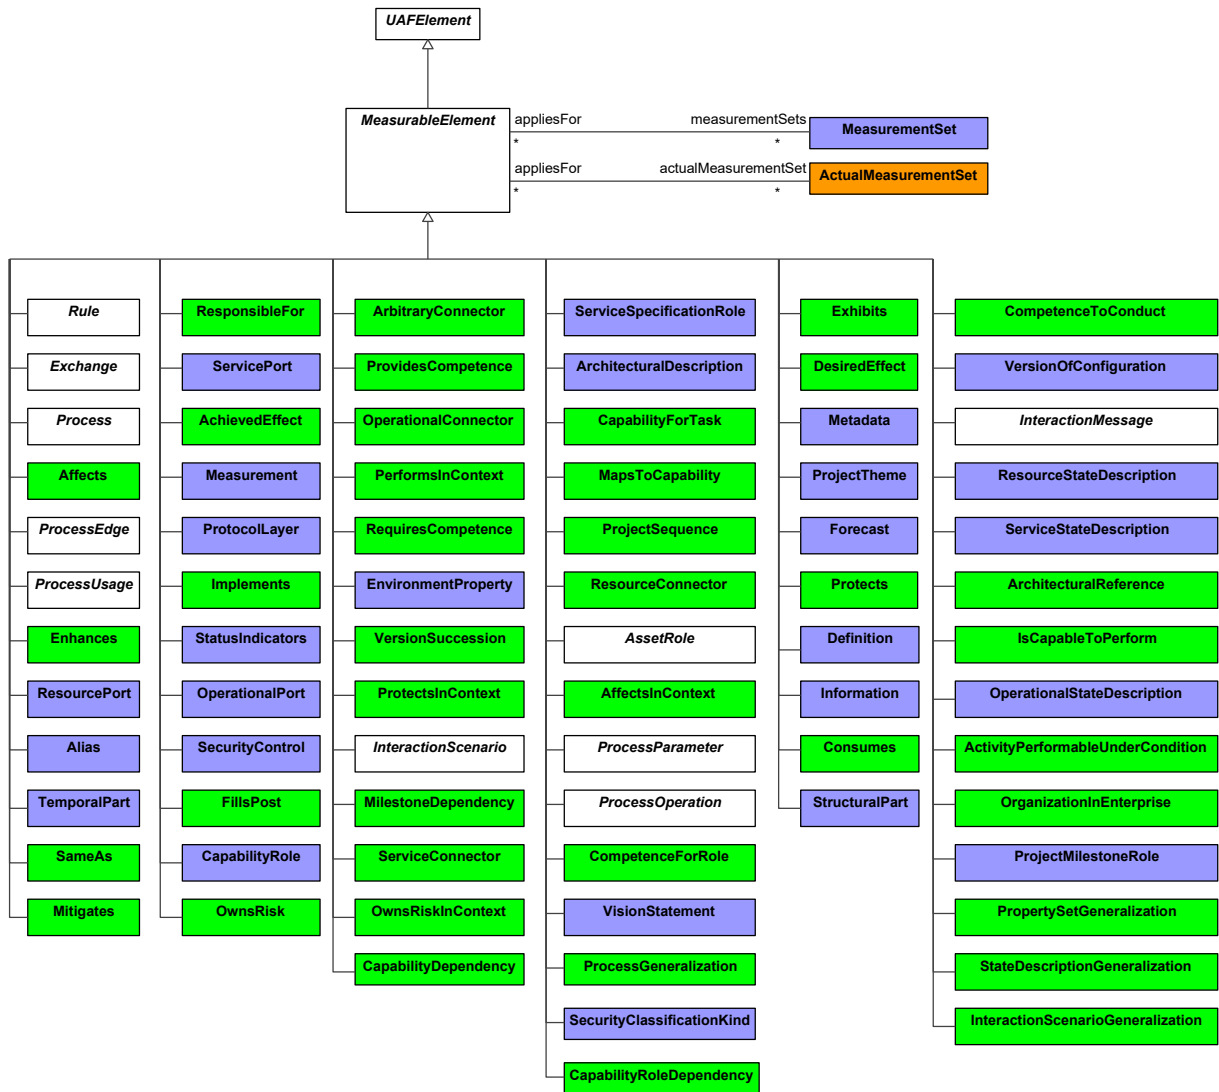 UAFElement
MeasurableElement
appliesFor
measurementSets
*
*
MeasurementSet
appliesFor
actualMeasurementSet
*
*
ActualMeasurementSet
Rule
Exchange
Process
Affects
ProcessEdge
ProcessUsage
Enhances
ResourcePort
Alias
TemporalPart
SameAs
Mitigates
ResponsibleFor
ServicePort
AchievedEffect
Measurement
ProtocolLayer
Implements
StatusIndicators
OperationalPort
SecurityControl
FillsPost
CapabilityRole
OwnsRisk
ArbitraryConnector
ProvidesCompetence
OperationalConnector
PerformsInContext
RequiresCompetence
EnvironmentProperty
VersionSuccession
ProtectsInContext
InteractionScenario
MilestoneDependency
ServiceConnector
OwnsRiskInContext
CapabilityDependency
ServiceSpecificationRole
ArchitecturalDescription
CapabilityForTask
MapsToCapability
ProjectSequence
ResourceConnector
AssetRole
AffectsInContext
ProcessParameter
ProcessOperation
CompetenceForRole
VisionStatement
ProcessGeneralization
SecurityClassificationKind
CapabilityRoleDependency
Exhibits
DesiredEffect
Metadata
ProjectTheme
Forecast
Protects
Definition
Information
Consumes
StructuralPart
CompetenceToConduct
VersionOfConfiguration
InteractionMessage
ResourceStateDescription
ServiceStateDescription
ArchitecturalReference
IsCapableToPerform
OperationalStateDescription
ActivityPerformableUnderCondition
OrganizationInEnterprise
ProjectMilestoneRole
PropertySetGeneralization
StateDescriptionGeneralization
InteractionScenarioGeneralization